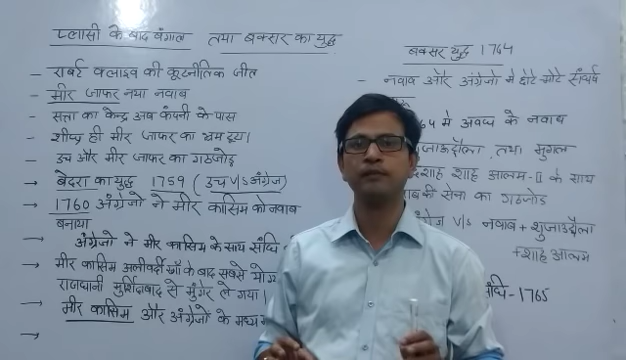 प्लासी के बाद बंगाल तथा बक्सर का युद्ध
- राबर्ट क्लाइव की कूटनीतिक जीत
- मीर जाफर नया नवाब
- सत्ता का केन्द्र अब कंपनी के पास
- शीघ्र ही मीर जाफर का भ्रम टूटा।
- डच और मीर जाफर का गठजोड़
→ बेदरा का युद्ध 1759 (डच V/S अंग्रेज)
→ 1760 अंग्रेजो ने मीर कासिम को नवाब
बनाया
→ अंग्रेजो ने मीर कासिम के साथ संधि
→ मीर कासिम अलीवर्दी खाँ के बाद सबसे
राजधानी मुर्शिदाबाद से मुंगेर ले गया।
→ मीर कासिम और अंग्रेजों के मध्य
→
बक्सर युद्ध 1764
- नवाब और अंग्रेजो मे छोटे-मोटे संघर्ष
मे अवध के नवाब
तथा मुगल
शाह आलम-II के साथ
की सेना का गठजोड
V/S नवाब + शुजाउद्दौला
+ शाह आलम
संधि-1765